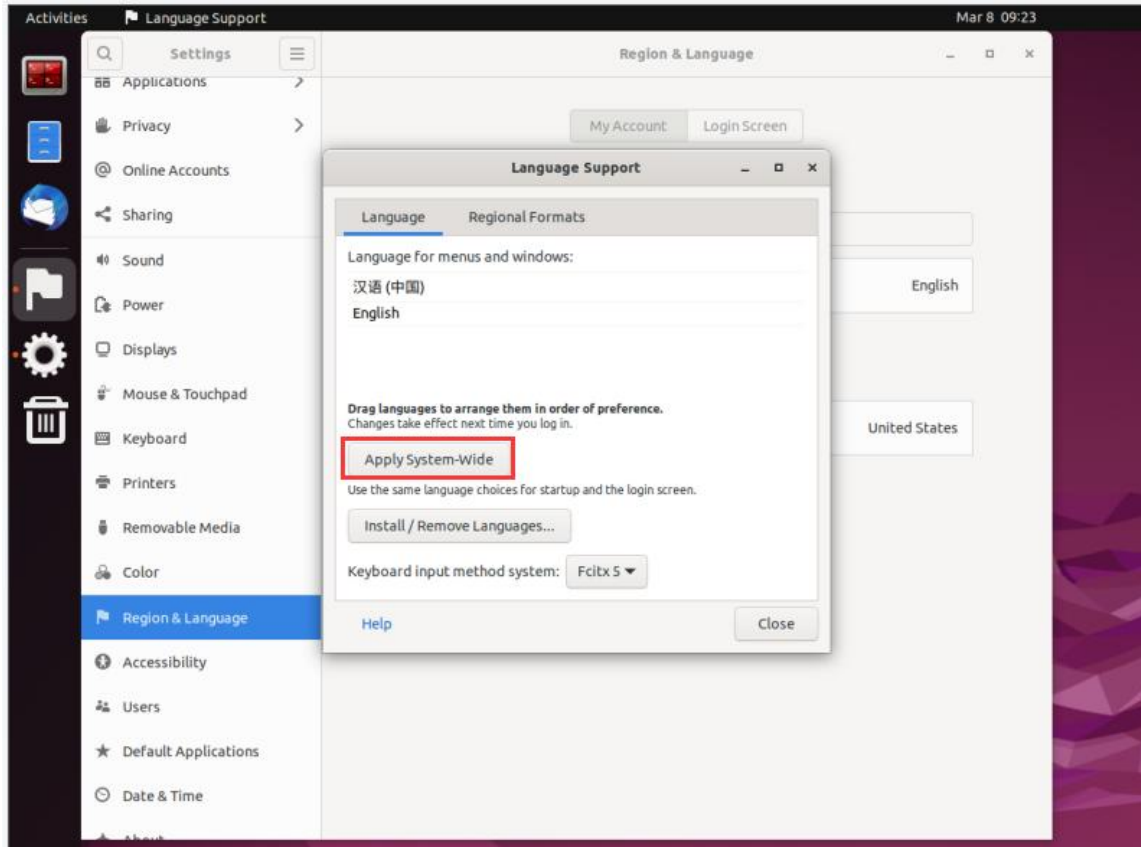 Activities Language Support Mar 8 09:23
Settings Region & Language
Applications
Privacy
My Account Login Screen
Online Accounts
Sharing
Sound
Power
Displays
Mouse & Touchpad
Keyboard
Printers
Removable Media
Color
Region & Language
Accessibility
Users
Default Applications
Date & Time
About
Language Support
Language Regional Formats
Language for menus and windows:
汉语 (中国)
English
Drag languages to arrange them in order of preference.
Changes take effect next time you log in.
Apply System-Wide
Use the same language choices for startup and the login screen.
Install / Remove Languages...
Keyboard input method system: Fcitx 5
Help Close
English
United States